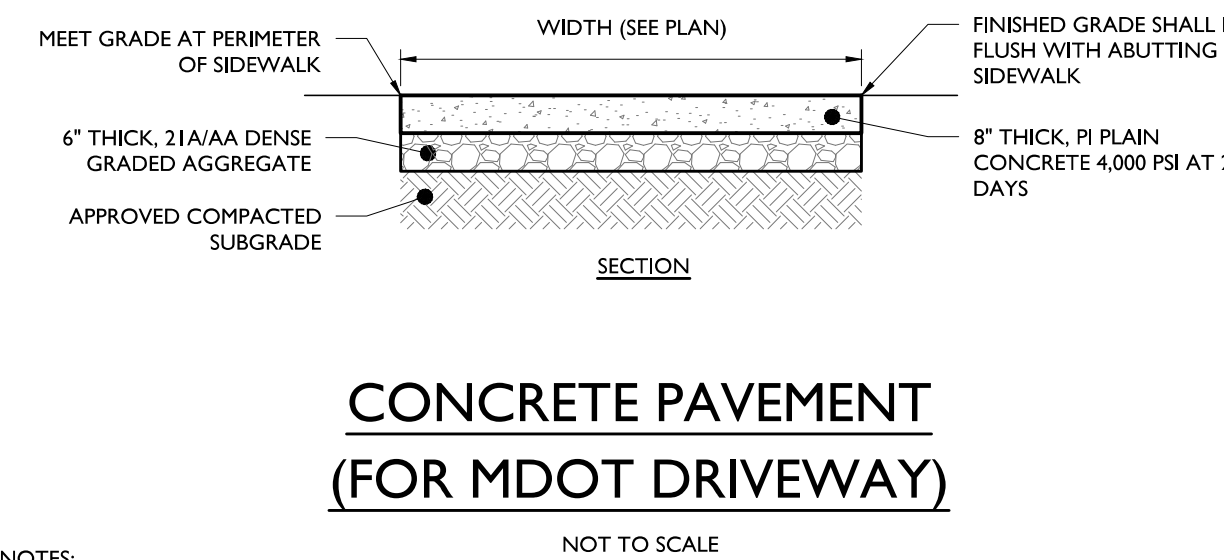 MEET GRADE AT PERIMETER
OF SIDEWALK
WIDTH (SEE PLAN)
FINISHED GRADE SHALL
FLUSH WITH ABUTTING
SIDEWALK
6" THICK, 21A/AA DENSE
GRADED AGGREGATE
8" THICK, P1 PLAIN
CONCRETE 4,000 PSI AT
DAYS
APPROVED COMPACTED
SUBGRADE
SECTION
CONCRETE PAVEMENT
(FOR MDOT DRIVEWAY)
NOT TO SCALE
NOTES: